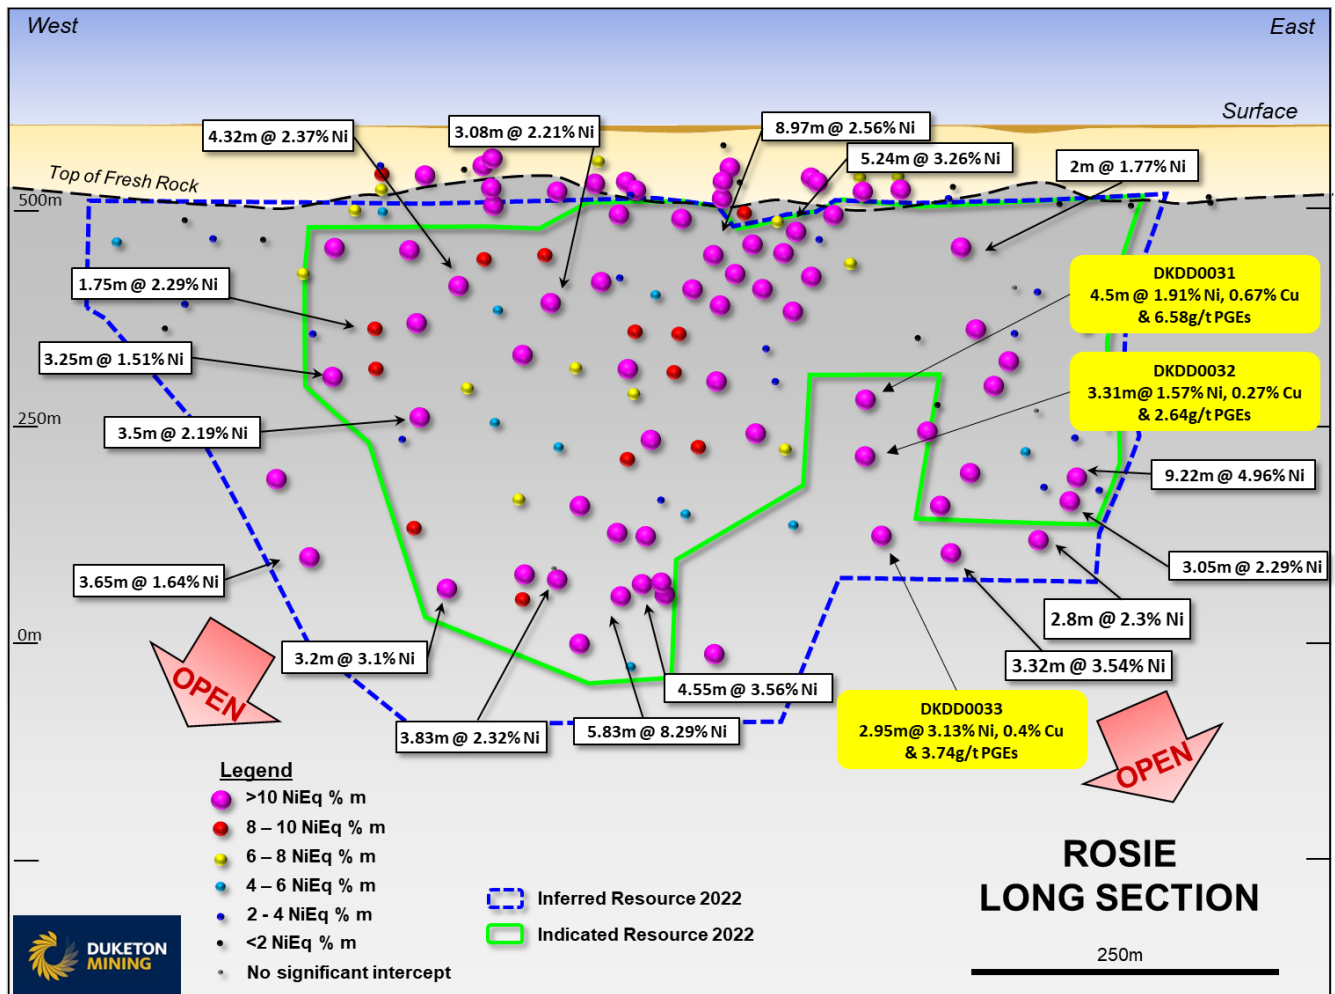 West
East
Surface
4.32m @ 2.37% Ni
3.08m @ 2.21% Ni
8.97m @ 2.56% Ni
5.24m @ 3.26% Ni
2m @ 1.77% Ni
Top of Fresh Rock
500m
1.75m @ 2.29% Ni
DKDD0031
4.5m @ 1.91% Ni, 0.67% Cu
& 6.58g/t PGEs
3.25m @ 1.51% Ni
DKDD0032
3.31m@ 1.57% Ni, 0.27% Cu
& 2.64g/t PGEs
250m
3.5m @ 2.19% Ni
9.22m @ 4.96% Ni
3.65m @ 1.64% Ni
3.05m @ 2.29% Ni
2.8m @ 2.3% Ni
0m
3.2m @ 3.1% Ni
3.32m @ 3.54% Ni
OPEN
4.55m @ 3.56% Ni
3.83m @ 2.32% Ni
5.83m @ 8.29% Ni
DKDD0033
2.95m@ 3.13% Ni, 0.4% Cu
& 3.74g/t PGEs
OPEN
Legend
>10 NiEq % m
8 – 10 NiEq % m
6 – 8 NiEq % m
4 – 6 NiEq % m
2 - 4 NiEq % m
<2 NiEq % m
No significant intercept
Inferred Resource 2022
Indicated Resource 2022
ROSIE
LONG SECTION
250m
DUKETON
MINING